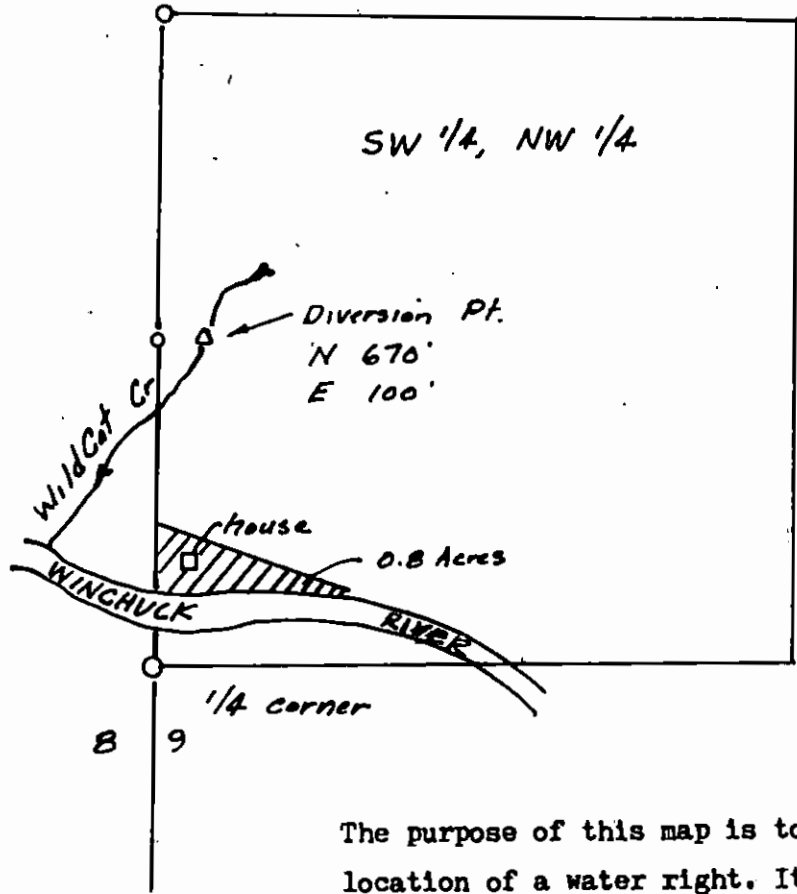 SW 1/4, NW 1/4
Diversion Pt.
N 670'
E 100'
WildCat Cr
house
0.8 Acres
WINCHUCK RIVER
1/4 corner
8 9
The purpose of this map is to
location of a water right. It